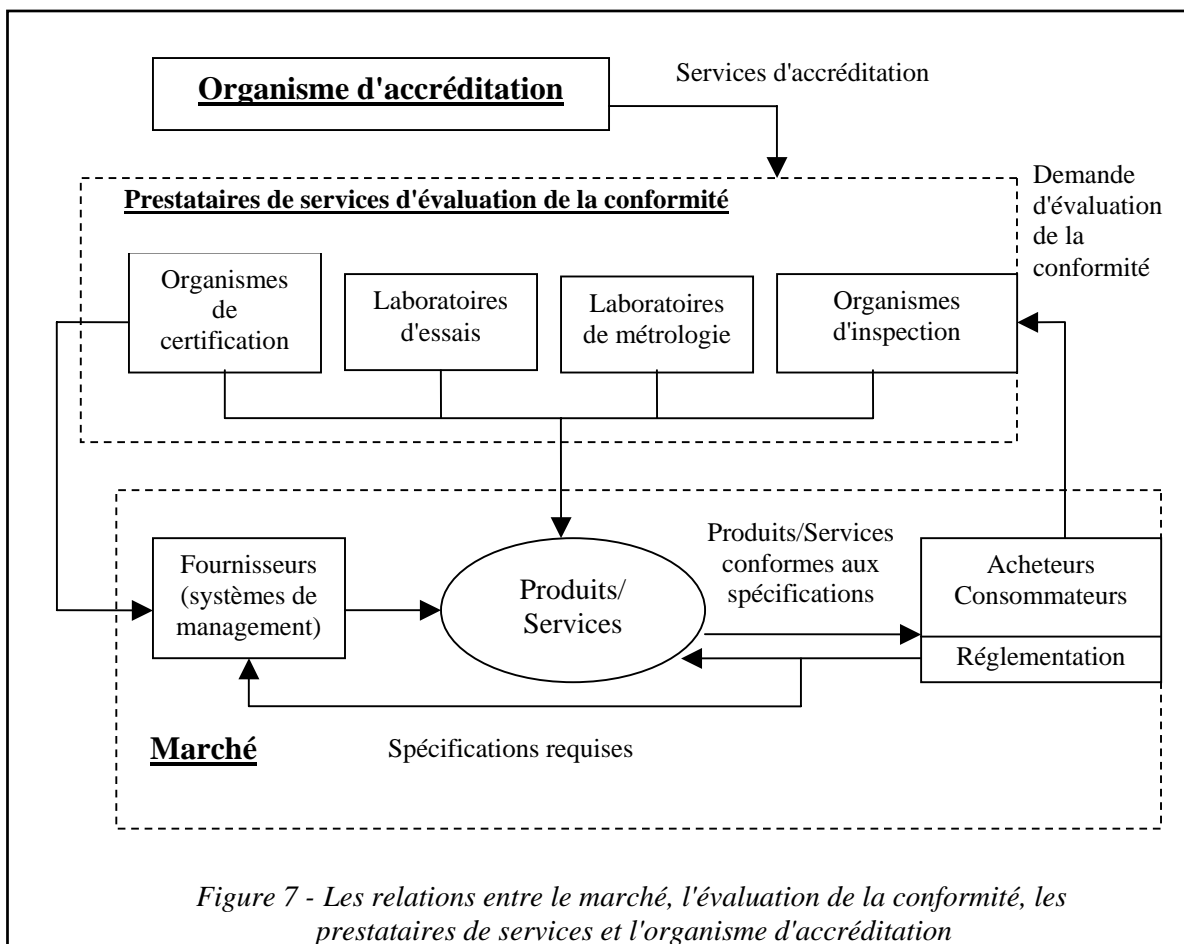 Organisme d'accréditation
Services d'accréditation
Prestataires de services d'évaluation de la conformité
Demande
d'évaluation
de la
conformité
Organismes
de
certification
Laboratoires
d'essais
Laboratoires
de métrologie
Organismes
d'inspection
Fournisseurs
(systèmes de
management)
Produits/
Services
Produits/Services
conformes aux
spécifications
Acheteurs
Consommateurs
Réglementation
Marché
Spécifications requises
Figure 7 - Les relations entre le marché, l'évaluation de la conformité, les
prestataires de services et l'organisme d'accréditation